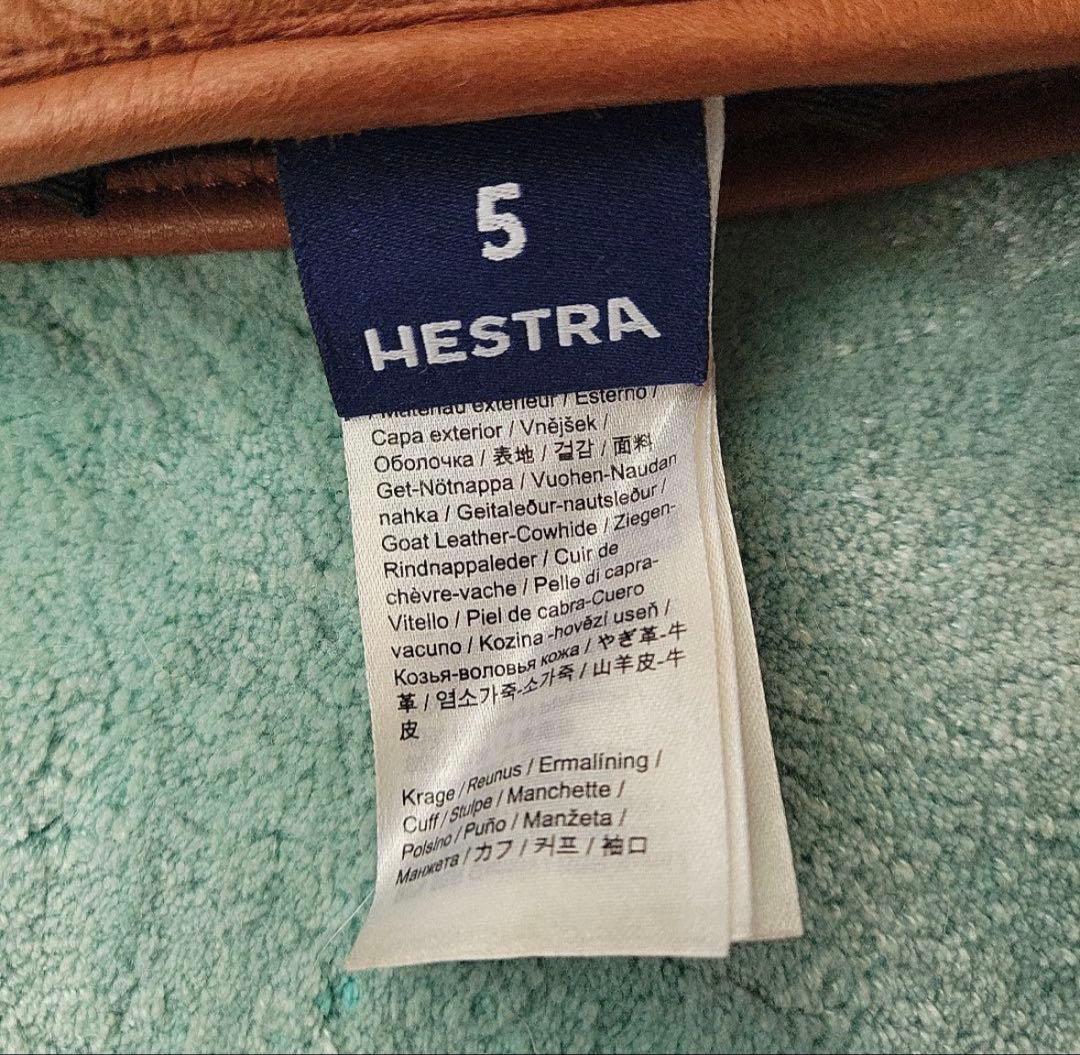 5
HESTRA
/ Matériau extérieur / Esterno /
Capa exterior / Vnějšek /
Оболочка / 表地 / 겉감 / 面料
Get-Nötnappa / Vuohen-Naudan
nahka / Geitaleður-nautsleður /
Goat Leather-Cowhide / Ziegen-
Rindnappaleder / Cuir de
chèvre-vache / Pelle di capra-
Vitello / Piel de cabra-Cuero
vacuno / Kozina -hovězí useň /
Козья-воловья кожа / やぎ革-牛
革 / 염소가죽-소가죽 / 山羊皮-牛
皮
Krage / Reunus / Ermalíning /
Cuff / Stulpe / Manchette /
Polsino / Puño / Manžeta /
Манжета / カフ / 커프 / 袖口